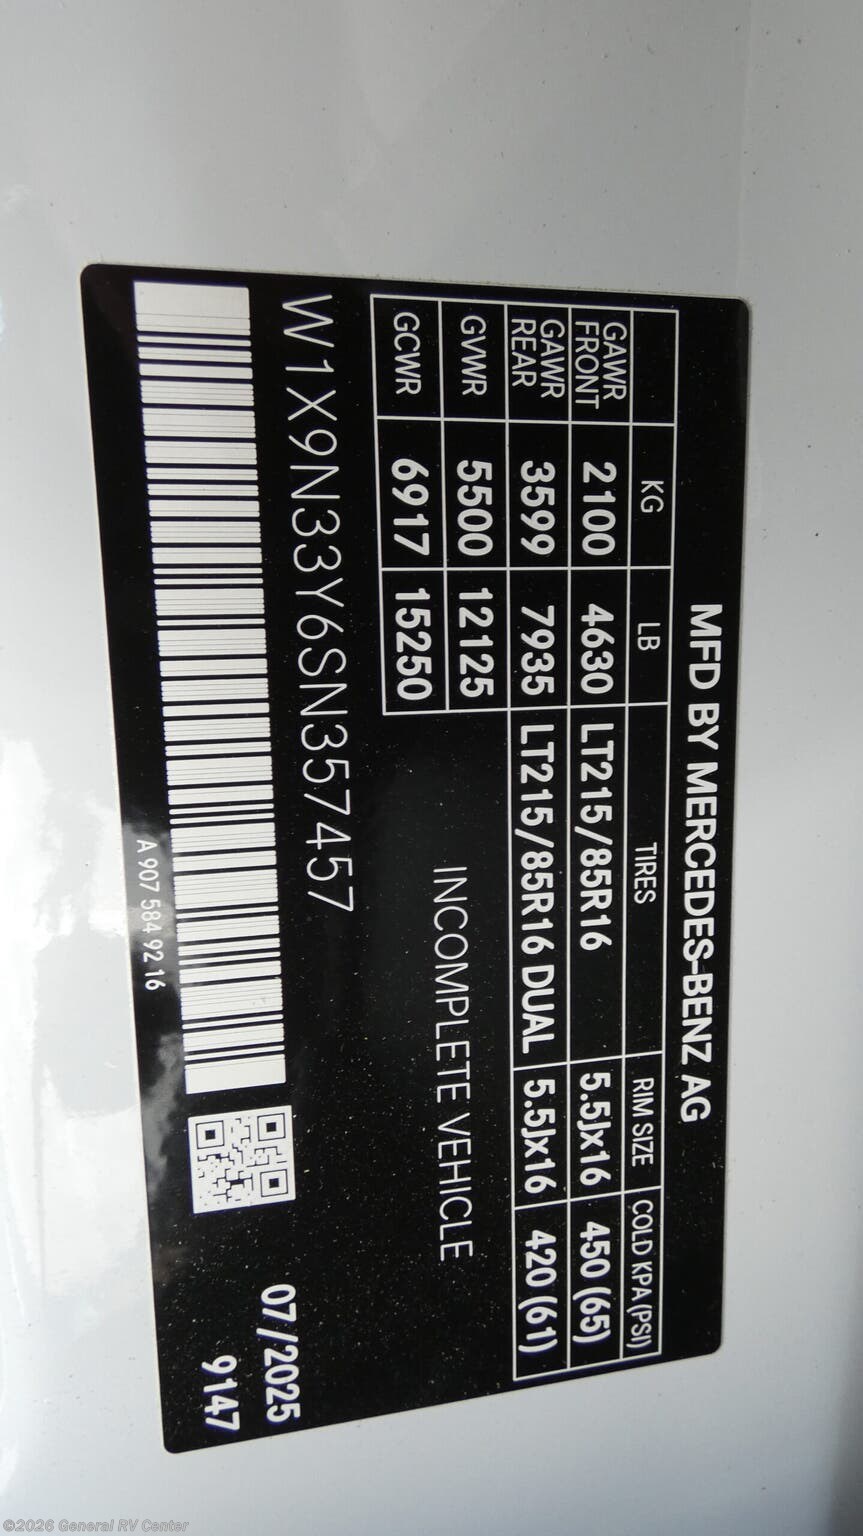 MFD BY MERCEDES-BENZ AG
KG LB TIRES RIM SIZE COLD KPA(PSI)
GAWR FRONT 2100 4630 LT215/85R16 5.5Jx16 450 (65)
GAWR REAR 3599 7935 LT215/85R16 DUAL 5.5Jx16 420 (61)
GVWR 5500 12125
GCWR 6917 15250
INCOMPLETE VEHICLE
W1X9N33Y6SN357457
07/2025
9147
A 907 584 92 16
©2026 General RV Center